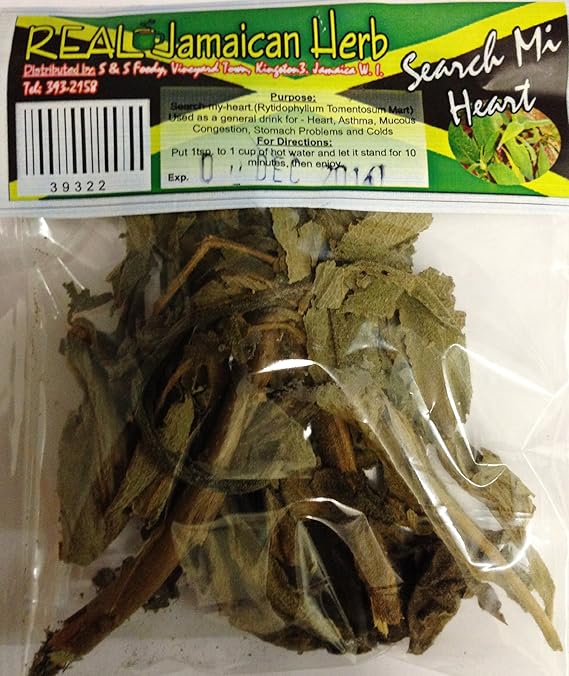 REAL Jamaican Herb
Distributed by: S & S Foody, Vineyard Town, Kingston3. Jamaica W. I.
Tel: 393-2158
Search Mi
Heart
Purpose:
Search-my-heart (Rytidophyllum Tomentosum Mart)
Used as a general drink for - Heart, Asthma, Mucous
Congestion, Stomach Problems and Colds
For Directions:
Put 1tsp. to 1 cup of hot water and let it stand for 10
minutes, then enjoy.
Exp. DEC
39322